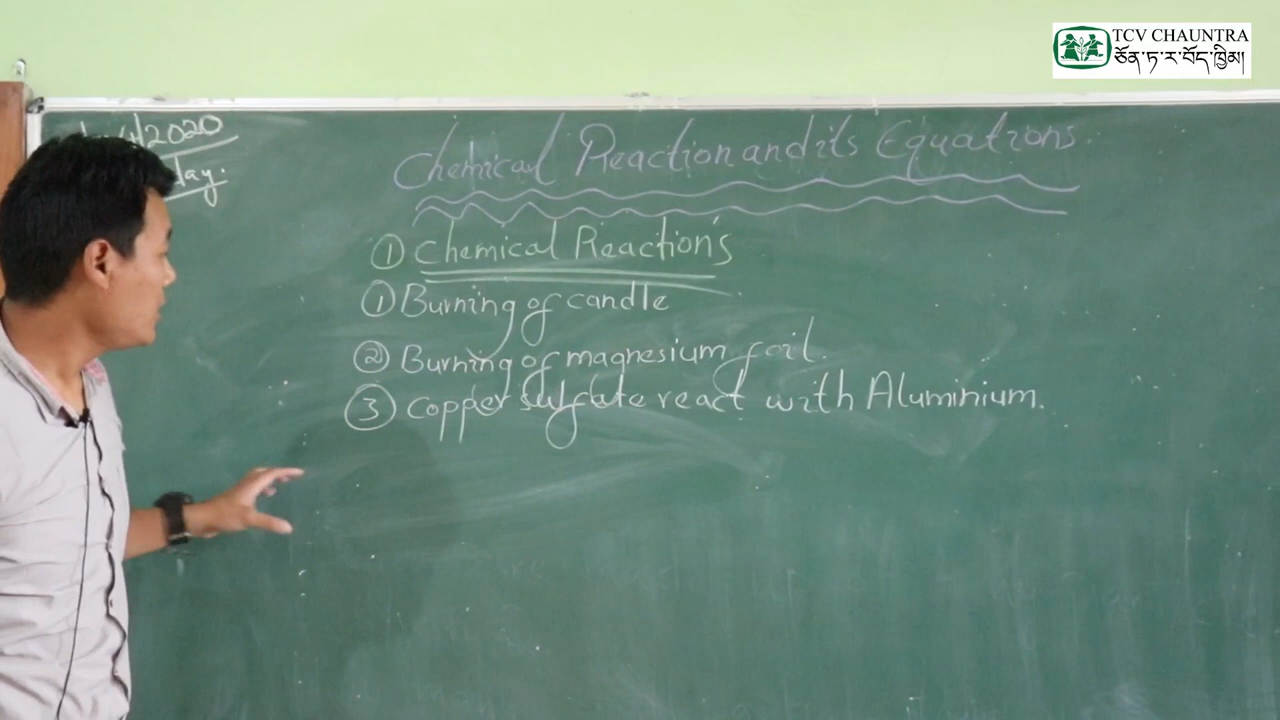 TCV CHAUNTRA
ཅོན་ཏ་ར་བོད་ཁྱིམ།
2020
Chemical Reaction and its Equations
① Chemical Reaction's
① Burning of candle
② Burning of magnesium foil.
③ Copper sulfate react with Aluminium.